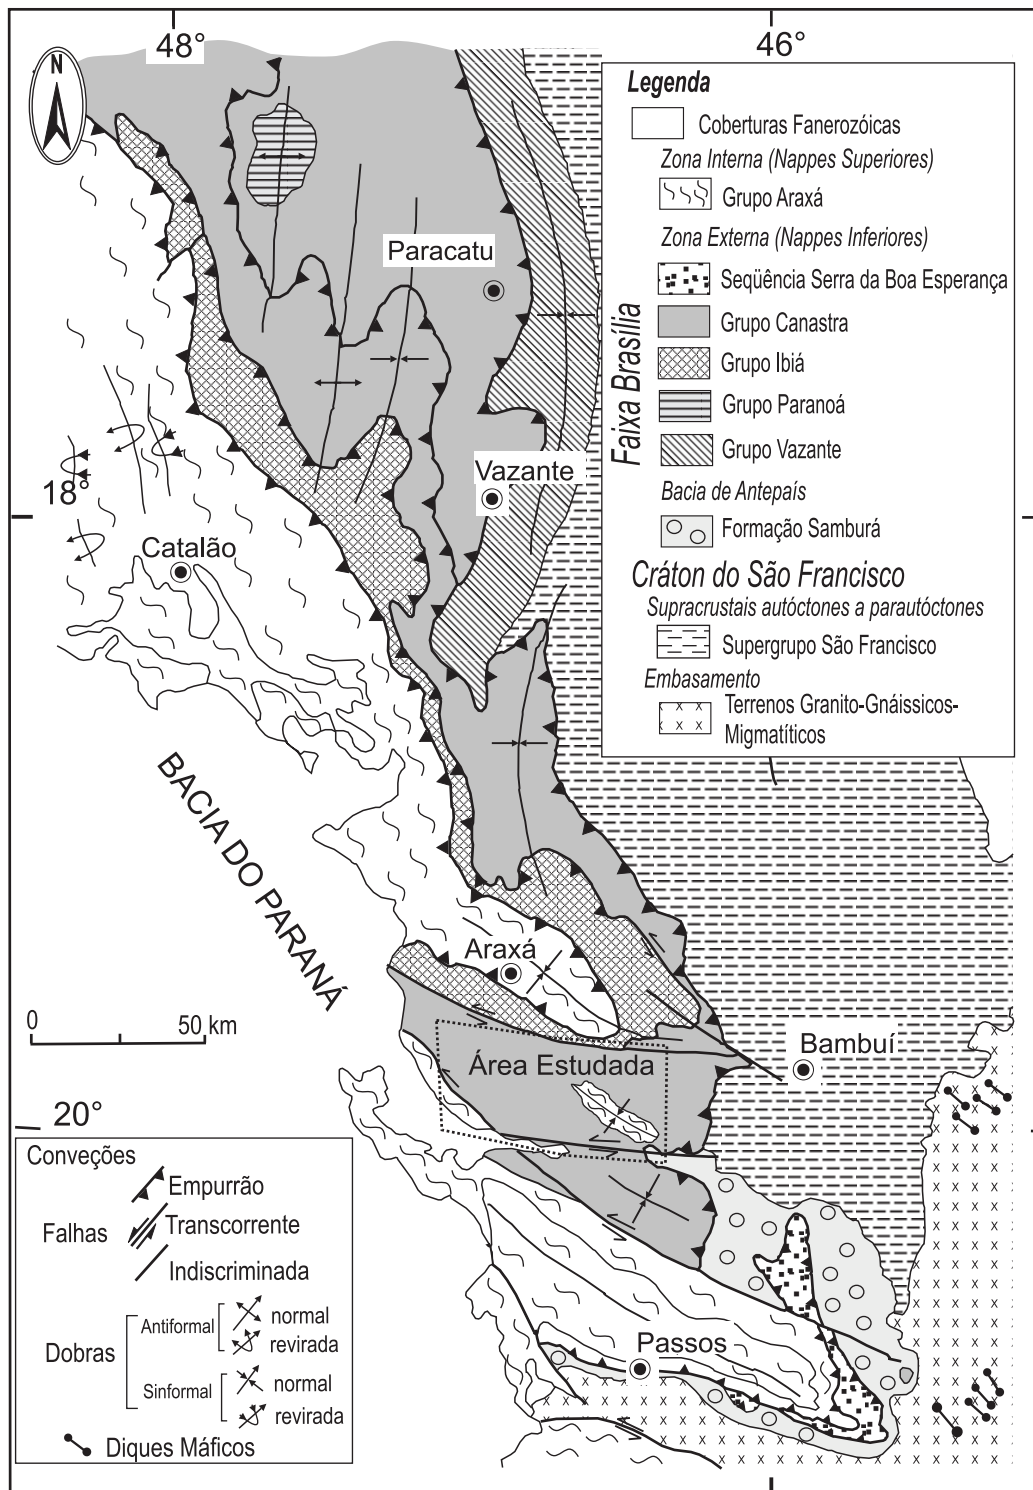 48°
46°
N
Legenda
Coberturas Fanerozóicas
Zona Interna (Nappes Superiores)
Grupo Araxá
Zona Externa (Nappes Inferiores)
Seqüência Serra da Boa Esperança
Grupo Canastra
Grupo Ibiá
Grupo Paranoá
Grupo Vazante
Faixa Brasília
Bacia de Antepaís
Formação Samburá
Cráton do São Francisco
Supracrustais autóctones a parautóctones
Supergrupo São Francisco
Embasamento
Terrenos Granito-Gnáissicos-
Migmatíticos
Paracatu
Vazante
18°
Catalão
BACIA DO PARANÁ
Araxá
0 50 km
Bambuí
Área Estudada
20°
Passos
Conveções
Empurrão
Falhas
Transcorrente
Indiscriminada
Dobras
Antiformal
normal
revirada
Sinformal
normal
revirada
Diques Máficos